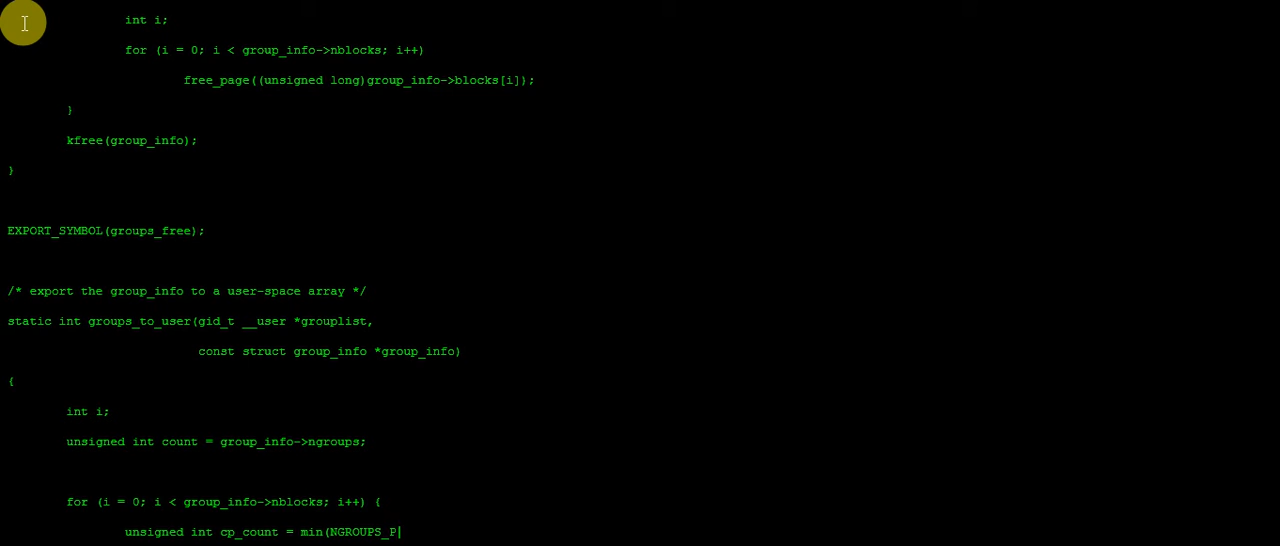 int i;
for (i = 0; i < group_info->nblocks; i++)
free_page((unsigned long)group_info->blocks[i]);
}
kfree(group_info);
}
EXPORT_SYMBOL(groups_free);
/* export the group_info to a user-space array */
static int groups_to_user(gid_t __user *grouplist,
const struct group_info *group_info)
{
int i;
unsigned int count = group_info->ngroups;
for (i = 0; i < group_info->nblocks; i++) {
unsigned int cp_count = min(NGROUPS_P|